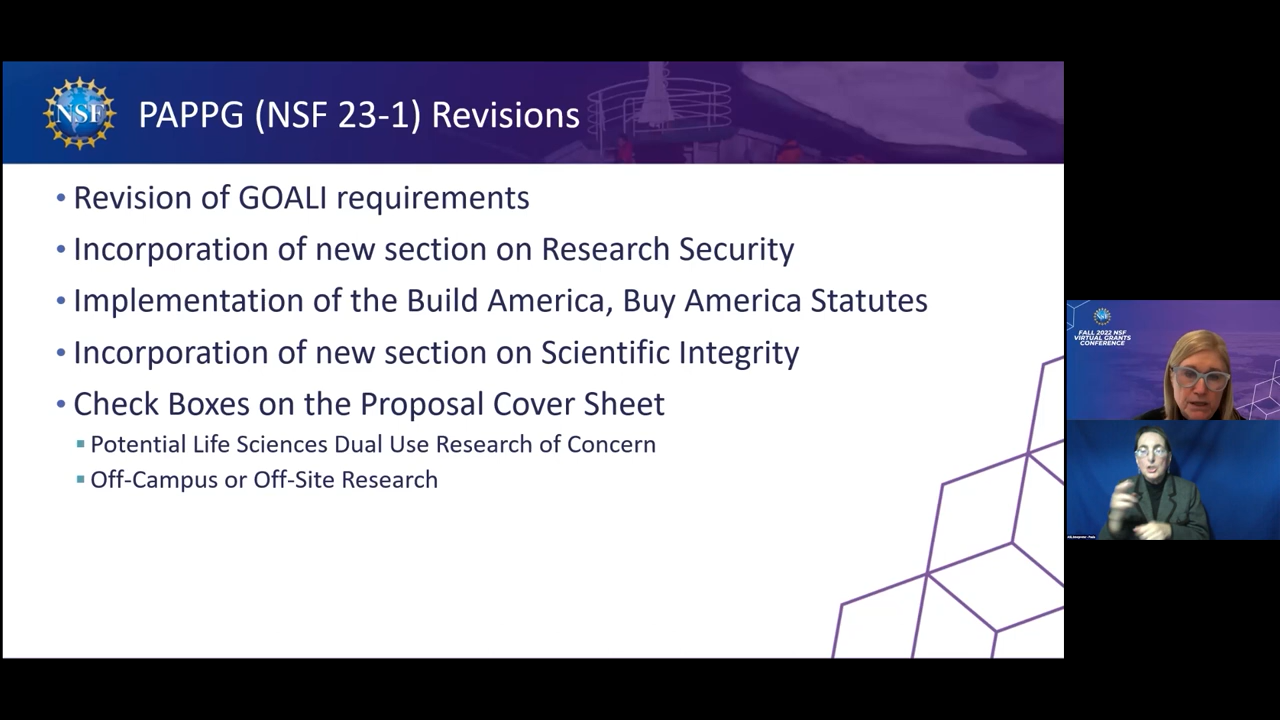 NSF
PAPPG (NSF 23-1) Revisions
• Revision of GOALI requirements
• Incorporation of new section on Research Security
• Implementation of the Build America, Buy America Statutes
• Incorporation of new section on Scientific Integrity
• Check Boxes on the Proposal Cover Sheet
▪ Potential Life Sciences Dual Use Research of Concern
▪ Off-Campus or Off-Site Research
NSF
FALL 2022 NSF
VIRTUAL GRANTS
CONFERENCE